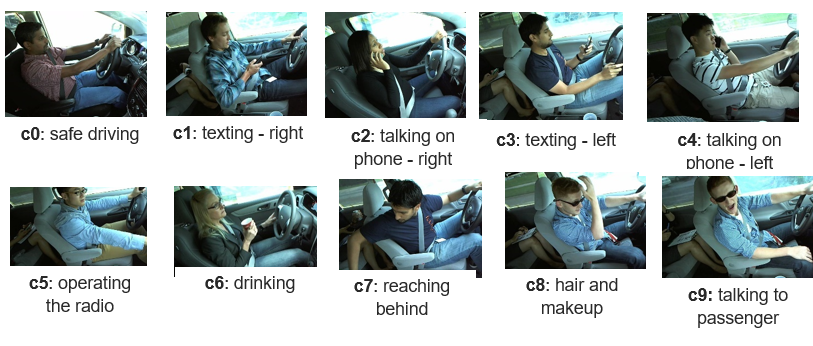 c0: safe driving
c1: texting - right
c2: talking on
phone - right
c3: texting - left
c4: talking on
phone - left
c5: operating
the radio
c6: drinking
c7: reaching
behind
c8: hair and
makeup
c9: talking to
passenger